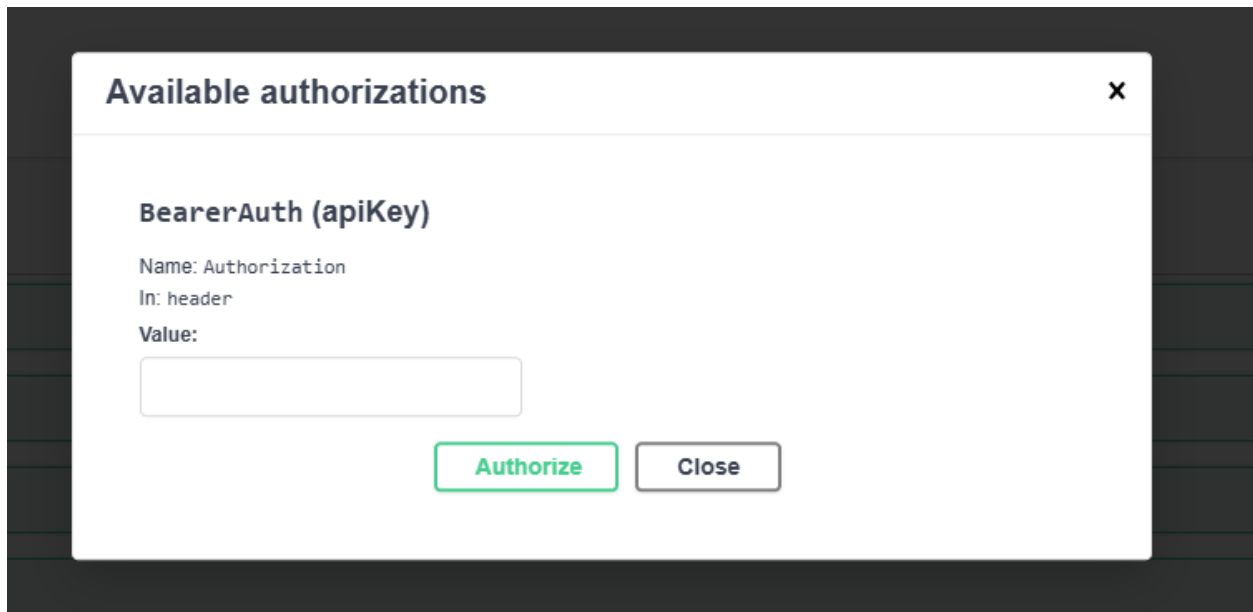 Available authorizations
BearerAuth (apiKey)
Name: Authorization
In: header
Value:
Authorize Close